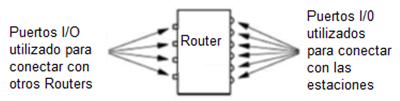 Puertos I/O
utilizado para
conectar con
otros Routers
Router
Puertos I/0
utilizados
para conectar
con las
estaciones